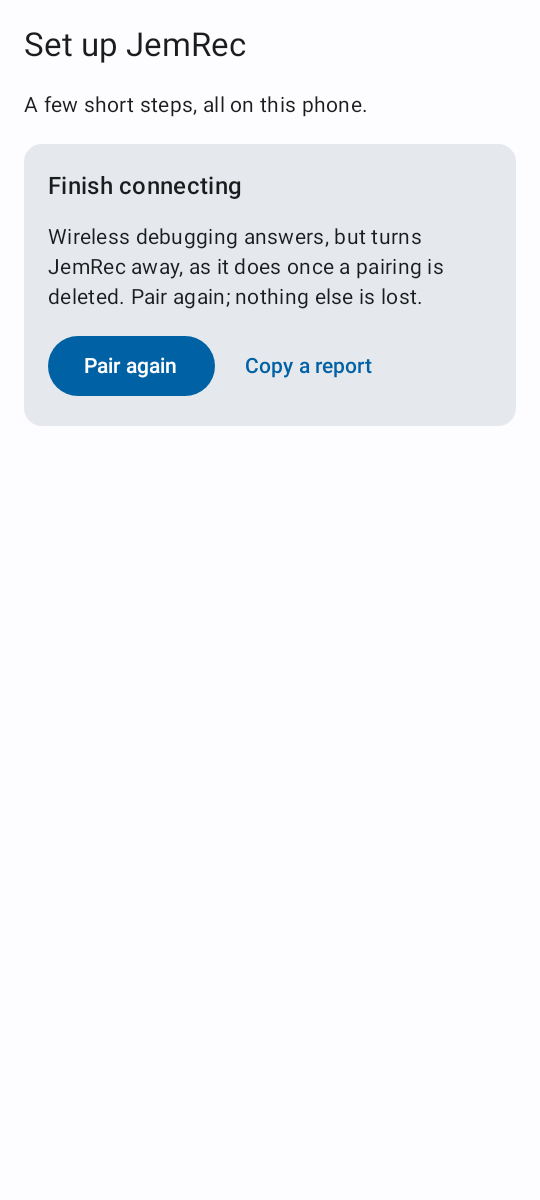 Set up JemRec
A few short steps, all on this phone.
Finish connecting
Wireless debugging answers, but turns
JemRec away, as it does once a pairing is
deleted. Pair again; nothing else is lost.
Pair again
Copy a report